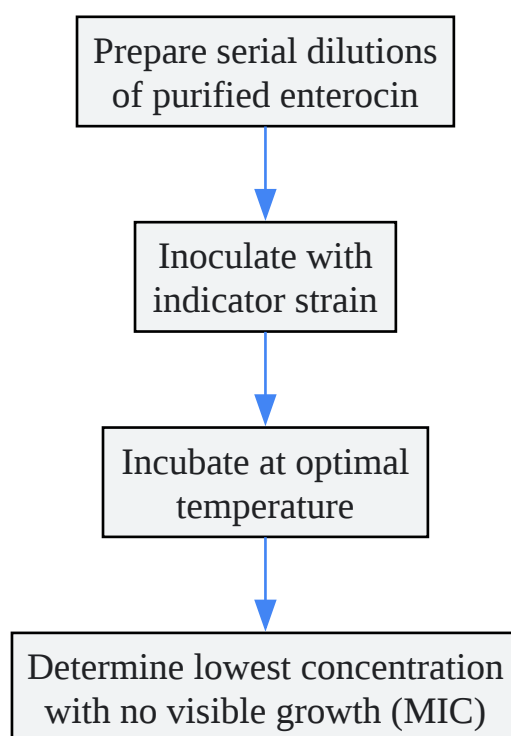 Prepare serial dilutions
of purified enterocin
Inoculate with
indicator strain
Incubate at optimal
temperature
Determine lowest concentration
with no visible growth (MIC)